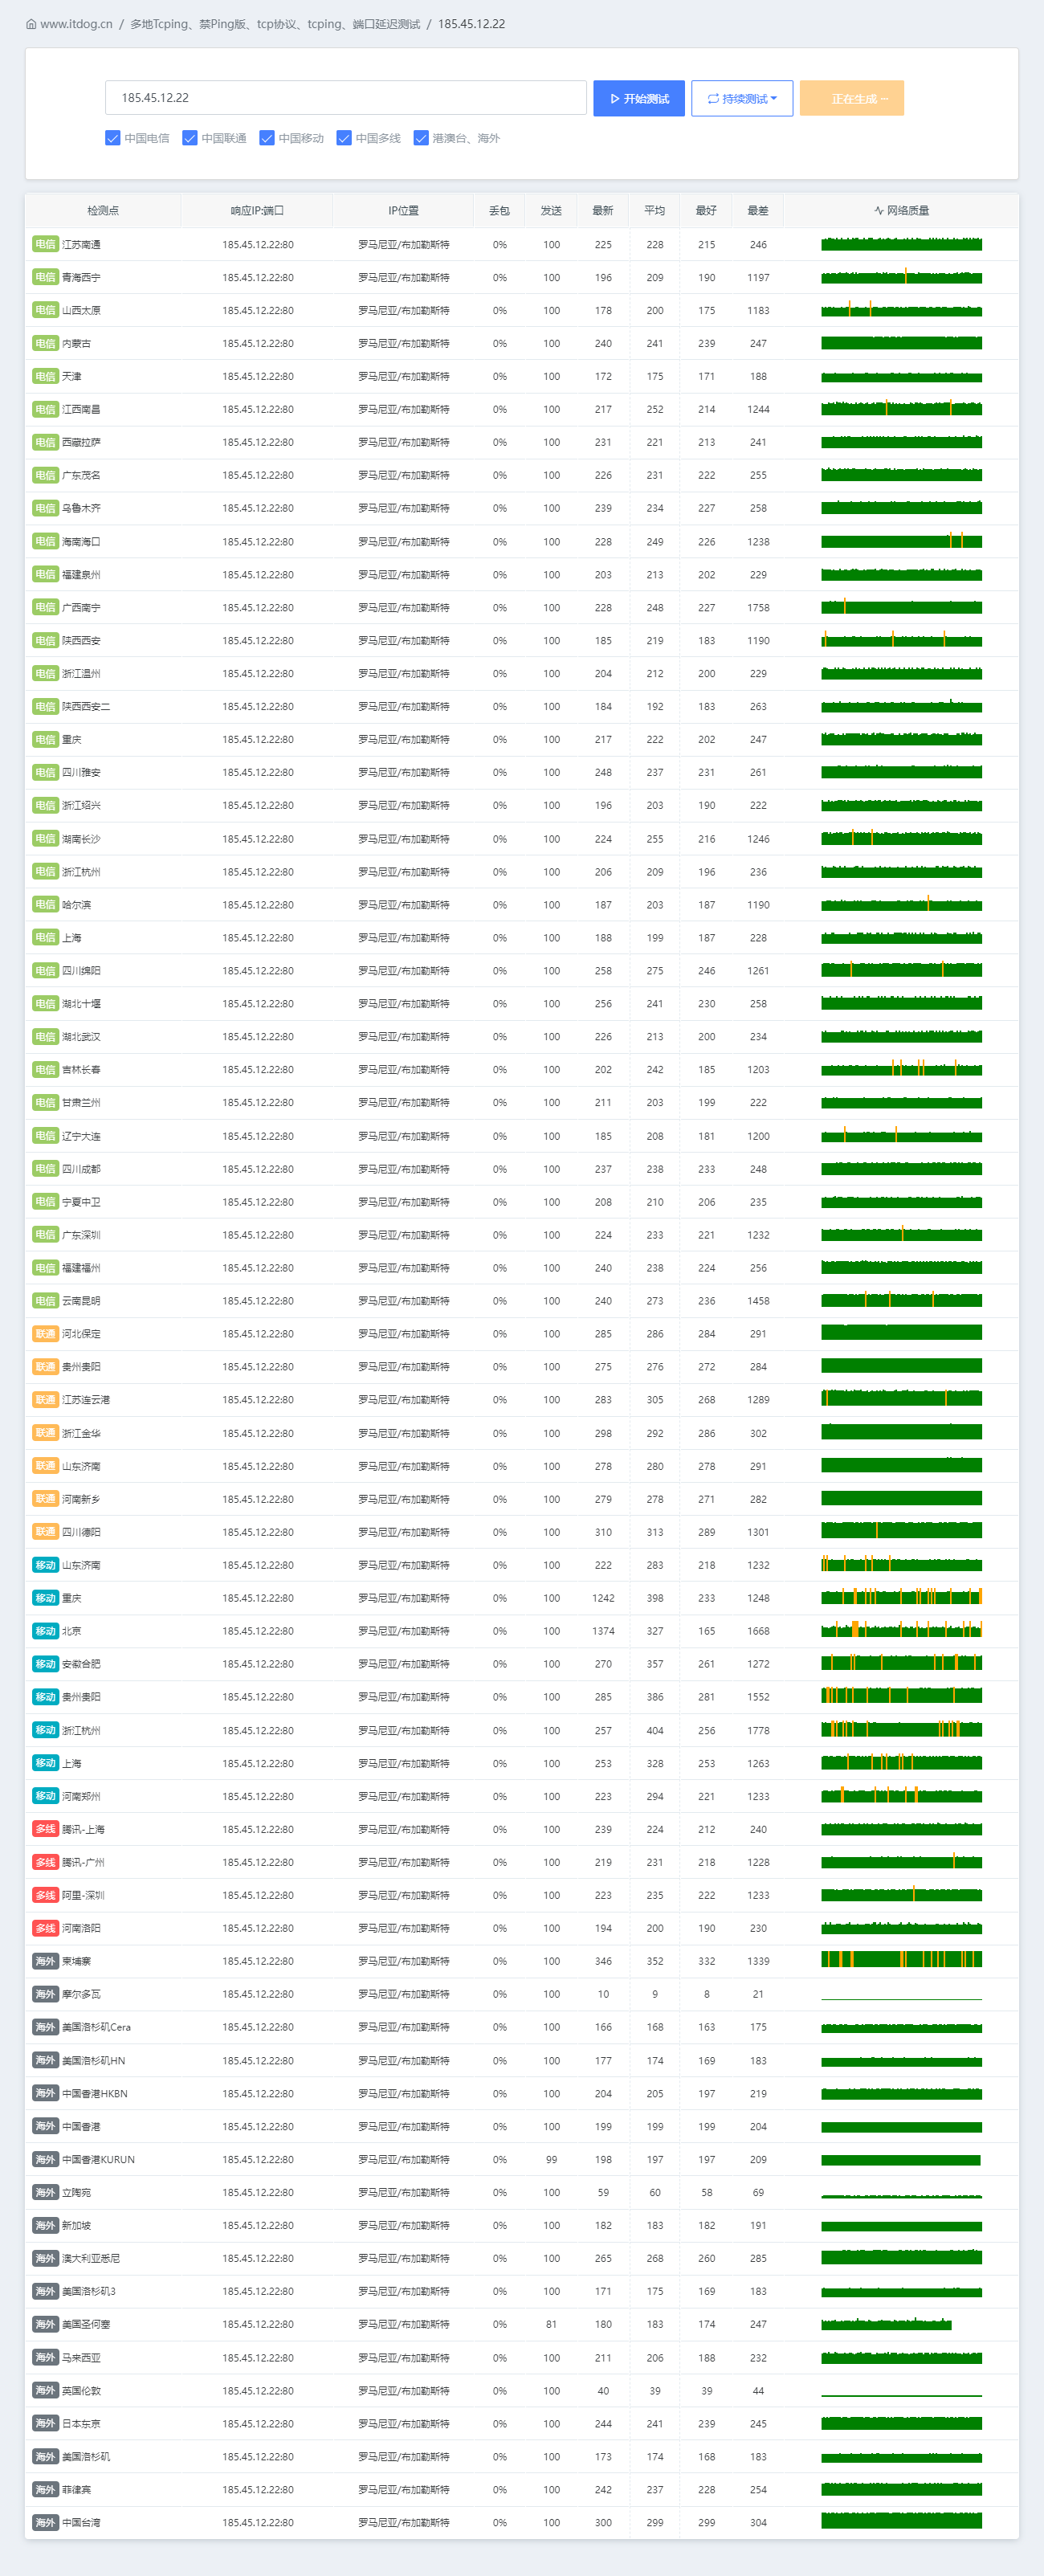 www.itdog.cn / 多地Tcping、禁Ping版、tcp协议、tcping、端口延迟测试 / 185.45.12.22
185.45.12.22 开始测试 持续测试 正在生成 ...
中国电信 中国联通 中国移动 中国多线 港澳台、海外
检测点 响应IP:端口 IP位置 丢包 发送 最新 平均 最好 最差 网络质量
电信 江苏南通 185.45.12.22:80 罗马尼亚/布加勒斯特 0% 100 225 228 215 246
电信 青海西宁 185.45.12.22:80 罗马尼亚/布加勒斯特 0% 100 196 209 190 1197
电信 山西太原 185.45.12.22:80 罗马尼亚/布加勒斯特 0% 100 178 200 175 1183
电信 内蒙古 185.45.12.22:80 罗马尼亚/布加勒斯特 0% 100 240 241 239 247
电信 天津 185.45.12.22:80 罗马尼亚/布加勒斯特 0% 100 172 175 171 188
电信 江西南昌 185.45.12.22:80 罗马尼亚/布加勒斯特 0% 100 217 252 214 1244
电信 西藏拉萨 185.45.12.22:80 罗马尼亚/布加勒斯特 0% 100 231 221 213 241
电信 广东茂名 185.45.12.22:80 罗马尼亚/布加勒斯特 0% 100 226 231 222 255
电信 乌鲁木齐 185.45.12.22:80 罗马尼亚/布加勒斯特 0% 100 239 234 227 258
电信 海南海口 185.45.12.22:80 罗马尼亚/布加勒斯特 0% 100 228 249 226 1238
电信 福建泉州 185.45.12.22:80 罗马尼亚/布加勒斯特 0% 100 203 213 202 229
电信 广西南宁 185.45.12.22:80 罗马尼亚/布加勒斯特 0% 100 228 248 227 1758
电信 陕西西安 185.45.12.22:80 罗马尼亚/布加勒斯特 0% 100 185 219 183 1190
电信 浙江温州 185.45.12.22:80 罗马尼亚/布加勒斯特 0% 100 204 212 200 229
电信 陕西西安二 185.45.12.22:80 罗马尼亚/布加勒斯特 0% 100 184 192 183 263
电信 重庆 185.45.12.22:80 罗马尼亚/布加勒斯特 0% 100 217 222 202 247
电信 四川雅安 185.45.12.22:80 罗马尼亚/布加勒斯特 0% 100 248 237 231 261
电信 浙江绍兴 185.45.12.22:80 罗马尼亚/布加勒斯特 0% 100 196 203 190 222
电信 湖南长沙 185.45.12.22:80 罗马尼亚/布加勒斯特 0% 100 224 255 216 1246
电信 浙江杭州 185.45.12.22:80 罗马尼亚/布加勒斯特 0% 100 206 209 196 236
电信 哈尔滨 185.45.12.22:80 罗马尼亚/布加勒斯特 0% 100 187 203 187 1190
电信 上海 185.45.12.22:80 罗马尼亚/布加勒斯特 0% 100 188 199 187 228
电信 四川绵阳 185.45.12.22:80 罗马尼亚/布加勒斯特 0% 100 258 275 246 1261
电信 湖北十堰 185.45.12.22:80 罗马尼亚/布加勒斯特 0% 100 256 241 230 258
电信 湖北武汉 185.45.12.22:80 罗马尼亚/布加勒斯特 0% 100 226 213 200 234
电信 吉林长春 185.45.12.22:80 罗马尼亚/布加勒斯特 0% 100 202 242 185 1203
电信 甘肃兰州 185.45.12.22:80 罗马尼亚/布加勒斯特 0% 100 211 203 199 222
电信 辽宁大连 185.45.12.22:80 罗马尼亚/布加勒斯特 0% 100 185 208 181 1200
电信 四川成都 185.45.12.22:80 罗马尼亚/布加勒斯特 0% 100 237 238 233 248
电信 宁夏中卫 185.45.12.22:80 罗马尼亚/布加勒斯特 0% 100 208 210 206 235
电信 广东深圳 185.45.12.22:80 罗马尼亚/布加勒斯特 0% 100 224 233 221 1232
电信 福建福州 185.45.12.22:80 罗马尼亚/布加勒斯特 0% 100 240 238 224 256
电信 云南昆明 185.45.12.22:80 罗马尼亚/布加勒斯特 0% 100 240 273 236 1458
联通 河北保定 185.45.12.22:80 罗马尼亚/布加勒斯特 0% 100 285 286 284 291
联通 贵州贵阳 185.45.12.22:80 罗马尼亚/布加勒斯特 0% 100 275 276 272 284
联通 江苏连云港 185.45.12.22:80 罗马尼亚/布加勒斯特 0% 100 283 305 268 1289
联通 浙江金华 185.45.12.22:80 罗马尼亚/布加勒斯特 0% 100 298 292 286 302
联通 山东济南 185.45.12.22:80 罗马尼亚/布加勒斯特 0% 100 278 280 278 291
联通 河南新乡 185.45.12.22:80 罗马尼亚/布加勒斯特 0% 100 279 278 271 282
联通 四川德阳 185.45.12.22:80 罗马尼亚/布加勒斯特 0% 100 310 313 289 1301
移动 山东济南 185.45.12.22:80 罗马尼亚/布加勒斯特 0% 100 222 283 218 1232
移动 重庆 185.45.12.22:80 罗马尼亚/布加勒斯特 0% 100 1242 398 233 1248
移动 北京 185.45.12.22:80 罗马尼亚/布加勒斯特 0% 100 1374 327 165 1668
移动 安徽合肥 185.45.12.22:80 罗马尼亚/布加勒斯特 0% 100 270 357 261 1272
移动 贵州贵阳 185.45.12.22:80 罗马尼亚/布加勒斯特 0% 100 285 386 281 1552
移动 浙江杭州 185.45.12.22:80 罗马尼亚/布加勒斯特 0% 100 257 404 256 1778
移动 上海 185.45.12.22:80 罗马尼亚/布加勒斯特 0% 100 253 328 253 1263
移动 河南郑州 185.45.12.22:80 罗马尼亚/布加勒斯特 0% 100 223 294 221 1233
多线 腾讯-上海 185.45.12.22:80 罗马尼亚/布加勒斯特 0% 100 239 224 212 240
多线 腾讯-广州 185.45.12.22:80 罗马尼亚/布加勒斯特 0% 100 219 231 218 1228
多线 阿里-深圳 185.45.12.22:80 罗马尼亚/布加勒斯特 0% 100 223 235 222 1233
多线 河南洛阳 185.45.12.22:80 罗马尼亚/布加勒斯特 0% 100 194 200 190 230
海外 柬埔寨 185.45.12.22:80 罗马尼亚/布加勒斯特 0% 100 346 352 332 1339
海外 摩尔多瓦 185.45.12.22:80 罗马尼亚/布加勒斯特 0% 100 10 9 8 21
海外 美国洛杉矶Cera 185.45.12.22:80 罗马尼亚/布加勒斯特 0% 100 166 168 163 175
海外 美国洛杉矶HN 185.45.12.22:80 罗马尼亚/布加勒斯特 0% 100 177 174 169 183
海外 中国香港HKBN 185.45.12.22:80 罗马尼亚/布加勒斯特 0% 100 204 205 197 219
海外 中国香港 185.45.12.22:80 罗马尼亚/布加勒斯特 0% 100 199 199 199 204
海外 中国香港KURUN 185.45.12.22:80 罗马尼亚/布加勒斯特 0% 99 198 197 197 209
海外 立陶宛 185.45.12.22:80 罗马尼亚/布加勒斯特 0% 100 59 60 58 69
海外 新加坡 185.45.12.22:80 罗马尼亚/布加勒斯特 0% 100 182 183 182 191
海外 澳大利亚悉尼 185.45.12.22:80 罗马尼亚/布加勒斯特 0% 100 265 268 260 285
海外 美国洛杉矶3 185.45.12.22:80 罗马尼亚/布加勒斯特 0% 100 171 175 169 183
海外 美国圣何塞 185.45.12.22:80 罗马尼亚/布加勒斯特 0% 81 180 183 174 247
海外 马来西亚 185.45.12.22:80 罗马尼亚/布加勒斯特 0% 100 211 206 188 232
海外 英国伦敦 185.45.12.22:80 罗马尼亚/布加勒斯特 0% 100 40 39 39 44
海外 日本东京 185.45.12.22:80 罗马尼亚/布加勒斯特 0% 100 244 241 239 245
海外 美国洛杉矶 185.45.12.22:80 罗马尼亚/布加勒斯特 0% 100 173 174 168 183
海外 菲律宾 185.45.12.22:80 罗马尼亚/布加勒斯特 0% 100 242 237 228 254
海外 中国台湾 185.45.12.22:80 罗马尼亚/布加勒斯特 0% 100 300 299 299 304